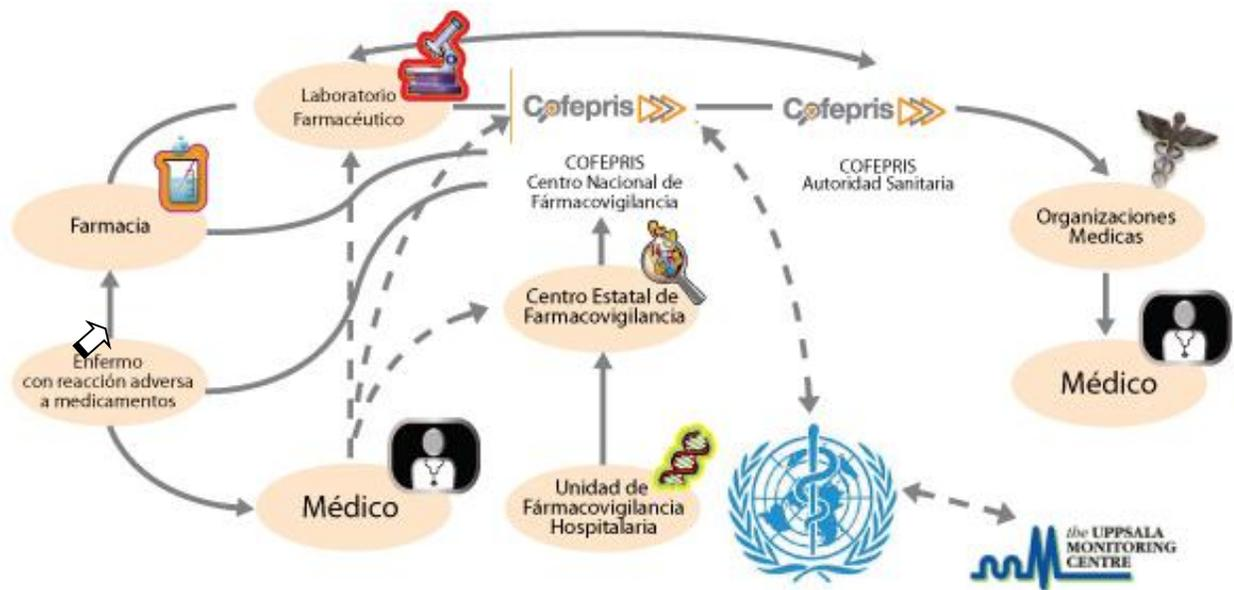 Laboratorio
Farmacéutico
Cofepris
Cofepris
COFEPRIS
Centro Nacional de
Fármacovigilancia
COFEPRIS
Autoridad Sanitaria
Farmacia
Organizaciones
Medicas
Centro Estatal de
Farmacovigilancia
Enfermo
con reacción adversa
a medicamentos
Médico
Médico
Unidad de
Fármacovigilancia
Hospitalaria
the UPPSALA
MONITORING
CENTRE